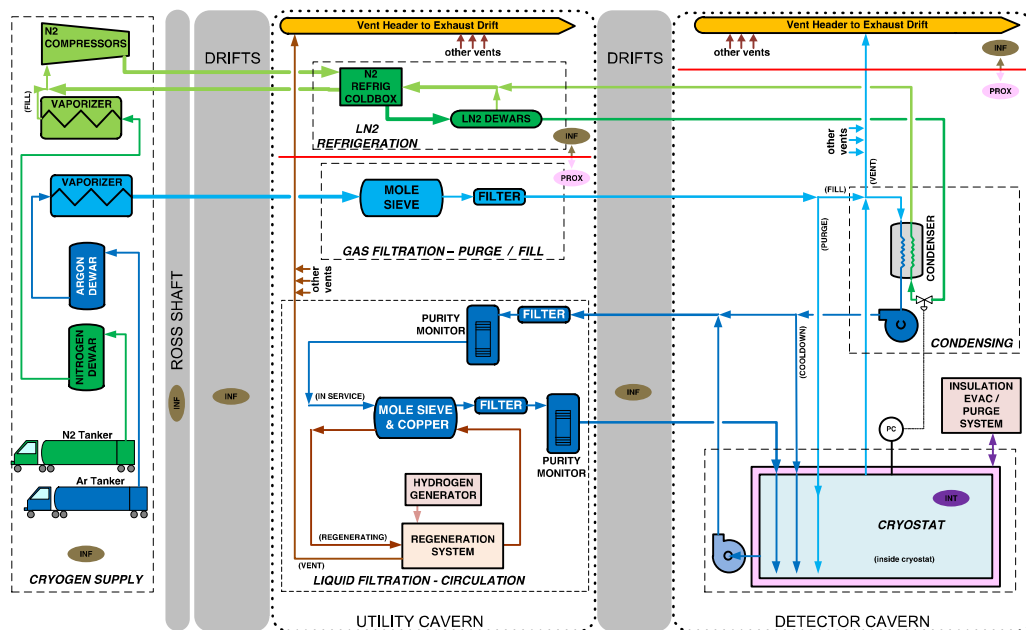 N2
COMPRESSORS
(FILL)
VAPORIZER
VAPORIZER
ARGON
DEWAR
NITROGEN
DEWAR
N2 Tanker
Ar Tanker
INF
CRYOGEN SUPPLY
ROSS SHAFT
INF
DRIFTS
INF
Vent Header to Exhaust Drift
other vents
N2
REFRIG
COLDBOX
LN2 DEWARS
LN2
REFRIGERATION
INF
PROX
MOLE
SIEVE
FILTER
GAS FILTRATION – PURGE / FILL
other
vents
PURITY
MONITOR
FILTER
(IN SERVICE)
MOLE SIEVE
& COPPER
FILTER
PURITY
MONITOR
HYDROGEN
GENERATOR
(REGENERATING)
REGENERATION
SYSTEM
(VENT)
LIQUID FILTRATION - CIRCULATION
UTILITY CAVERN
DRIFTS
INF
Vent Header to Exhaust Drift
other vents
INF
PROX
other
vents
(VENT)
(FILL)
(PURGE)
CONDENSER
C
CONDENSING
(COOLDOWN)
PC
INSULATION
EVAC /
PURGE
SYSTEM
INT
CRYOSTAT
(inside cryostat)
DETECTOR CAVERN